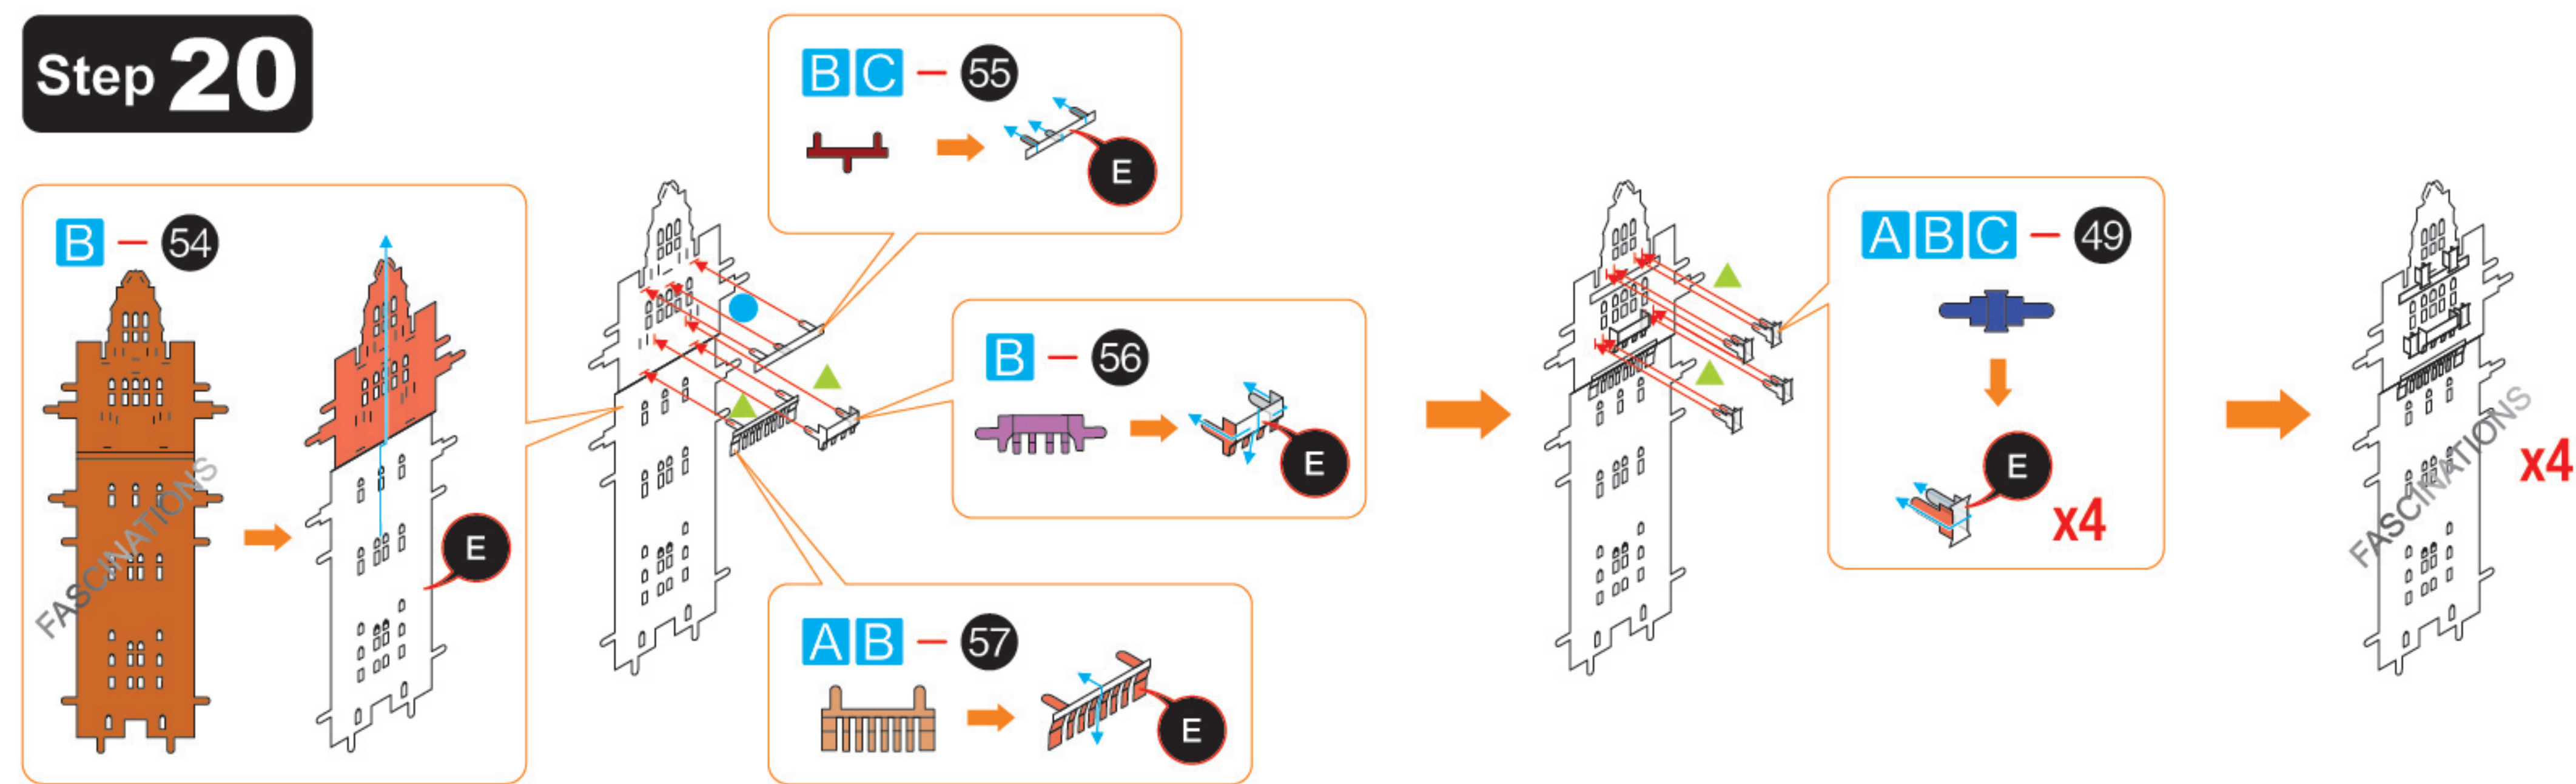 Step 20
B – 54
E
FASCINATIONS
B C – 55
E
B – 56
E
A B – 57
E
A B C – 49
E
x4
FASCINATIONS
x4